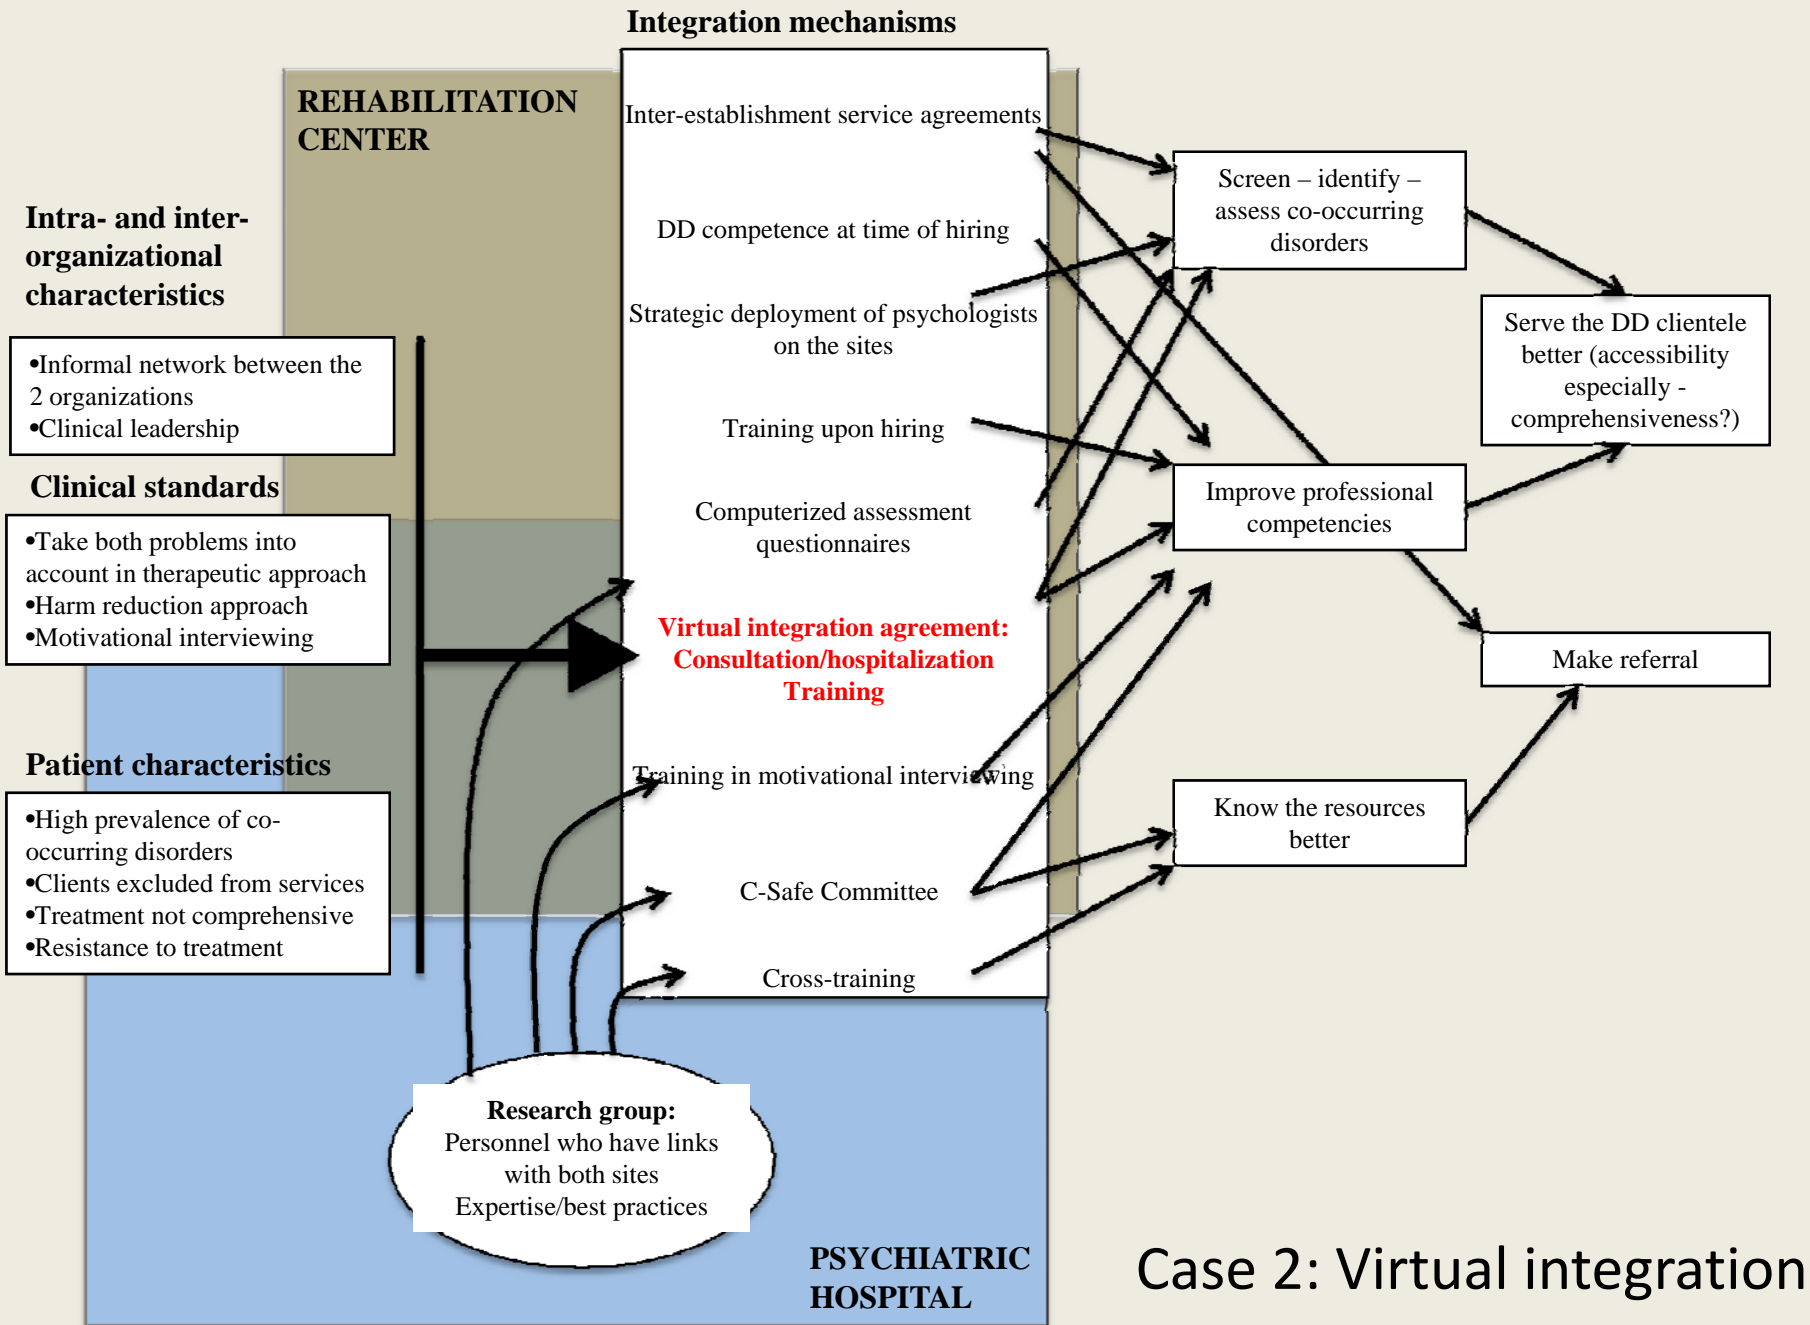 Integration mechanisms
REHABILITATION
CENTER
Intra- and inter-
organizational
characteristics
•Informal network between the
2 organizations
•Clinical leadership
Clinical standards
•Take both problems into
account in therapeutic approach
•Harm reduction approach
•Motivational interviewing
Patient characteristics
•High prevalence of co-
occurring disorders
•Clients excluded from services
•Treatment not comprehensive
•Resistance to treatment
Inter-establishment service agreements
DD competence at time of hiring
Strategic deployment of psychologists
on the sites
Training upon hiring
Computerized assessment
questionnaires
Virtual integration agreement:
Consultation/hospitalization
Training
Training in motivational interviewing
C-Safe Committee
Cross-training
Research group:
Personnel who have links
with both sites
Expertise/best practices
PSYCHIATRIC
HOSPITAL
Screen – identify –
assess co-occurring
disorders
Improve professional
competencies
Know the resources
better
Serve the DD clientele
better (accessibility
especially -
comprehensiveness?)
Make referral
Case 2: Virtual integration